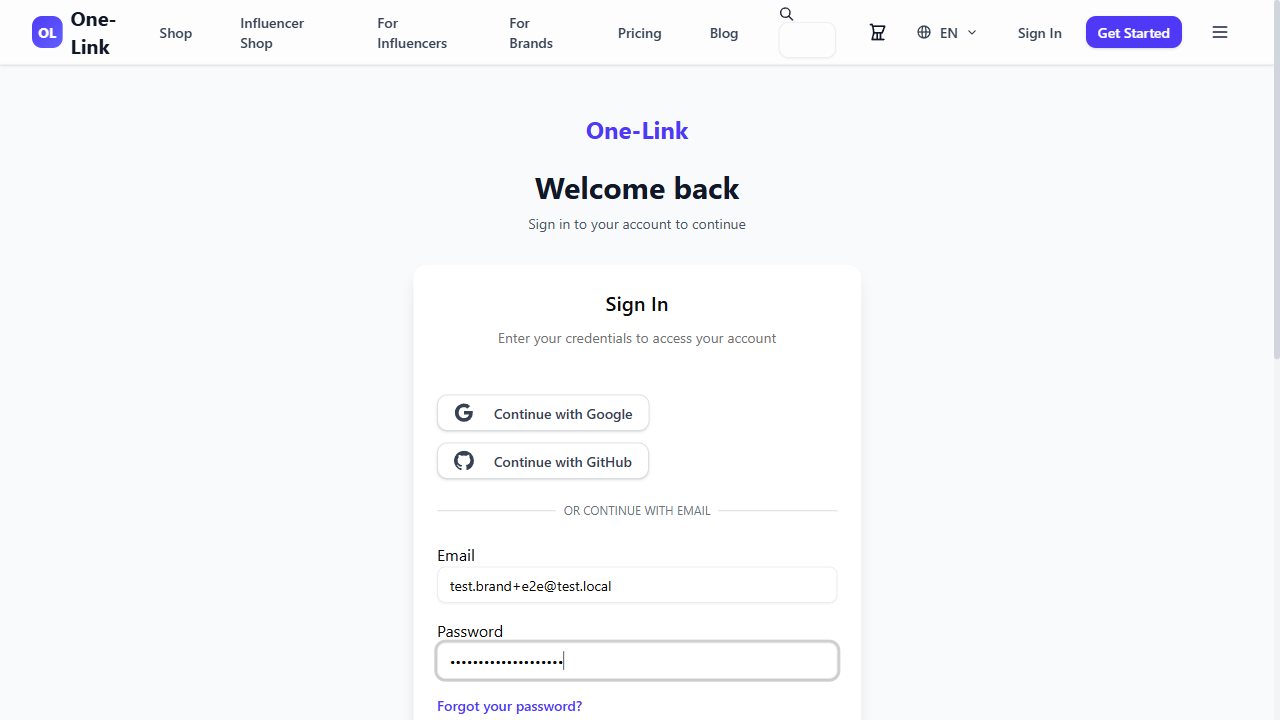 OL
One-
Link
Shop
Influencer
Shop
For
Influencers
For
Brands
Pricing
Blog
EN
Sign In
Get Started
One-Link
Welcome back
Sign in to your account to continue
Sign In
Enter your credentials to access your account
Continue with Google
Continue with GitHub
OR CONTINUE WITH EMAIL
Email
test.brand+e2e@test.local
Password
••••••••••••••••••••
Forgot your password?